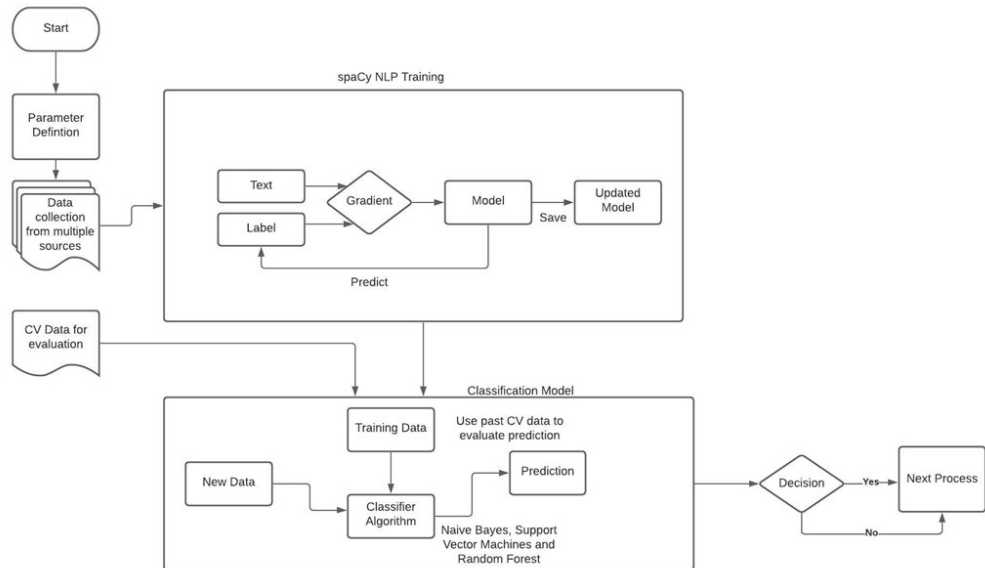 Start
spaCy NLP Training
Parameter
Defintion
Text
Label
Gradient
Model
Save
Updated
Model
Predict
Data
collection
from multiple
sources
CV Data for
evaluation
Classification Model
Training Data
Use past CV data to
evaluate prediction
New Data
Classifier
Algorithm
Prediction
Naive Bayes, Support
Vector Machines and
Random Forest
Decision
Yes
No
Next Process